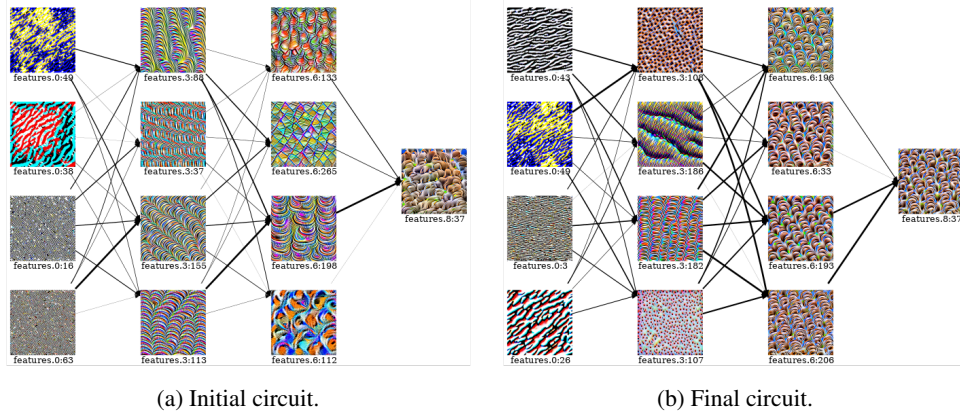 features.0:49
features.3:88
features.6:133
features.0:38
features.3:37
features.6:265
features.8:37
features.0:16
features.3:155
features.6:198
features.0:63
features.3:113
features.6:112
(a) Initial circuit.
features.0:43
features.3:108
features.6:196
features.0:49
features.3:186
features.6:33
features.8:37
features.0:3
features.3:182
features.6:193
features.0:26
features.3:107
features.6:206
(b) Final circuit.